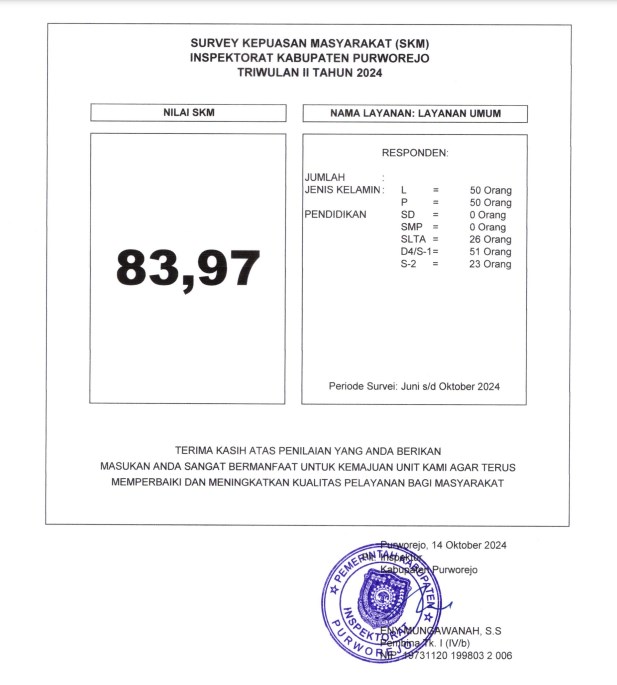 SURVEY KEPUASAN MASYARAKAT (SKM)
INSPEKTORAT KABUPATEN PURWOREJO
TRIWULAN II TAHUN 2024
NILAI SKM
83,97
NAMA LAYANAN: LAYANAN UMUM
RESPONDEN:
JUMLAH :
JENIS KELAMIN : L = 50 Orang
P = 50 Orang
PENDIDIKAN SD = 0 Orang
SMP = 0 Orang
SLTA = 26 Orang
D4/S-1= 51 Orang
S-2 = 23 Orang
Periode Survei: Juni s/d Oktober 2024
TERIMA KASIH ATAS PENILAIAN YANG ANDA BERIKAN
MASUKAN ANDA SANGAT BERMANFAAT UNTUK KEMAJUAN UNIT KAMI AGAR TERUS
MEMPERBAIKI DAN MENINGKATKAN KUALITAS PELAYANAN BAGI MASYARAKAT
Purworejo, 14 Oktober 2024
Inspektur
Kabupaten Purworejo
PEMERINTAH KABUPATEN
INSPEKTORAT
PURWOREJO
ENY MUNGAWANAH, S.S
Pembina Tk. I (IV/b)
NIP. 19731120 199803 2 006